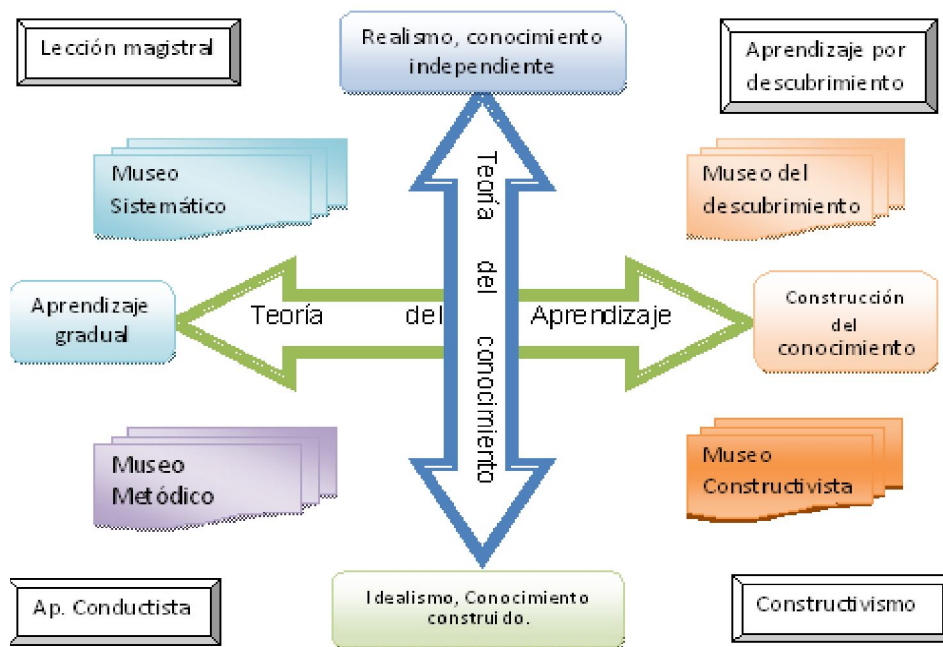 Lección magistral
Realismo, conocimiento
independiente
Aprendizaje por
descubrimiento
Museo
Sistemático
Museo del
descubrimiento
Teoría del conocimiento
Aprendizaje
gradual
Teoría del Aprendizaje
Construcción
del
conocimiento
Museo
Metódico
Museo
Constructivista
Ap. Conductista
Idealismo, Conocimiento
construido.
Constructivismo